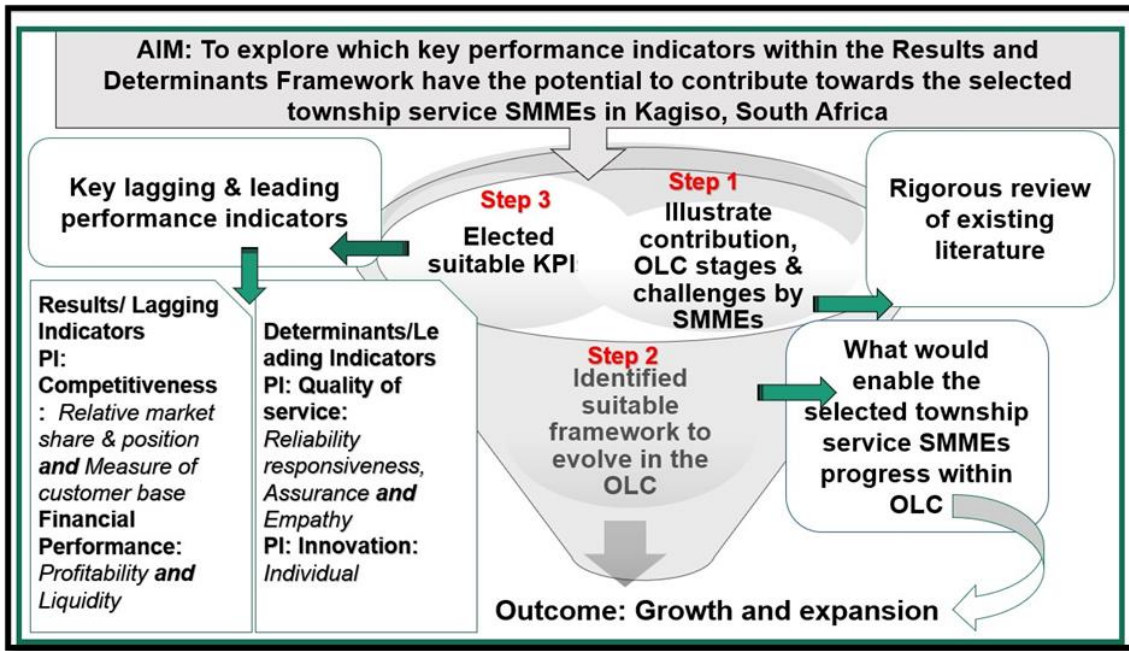 AIM: To explore which key performance indicators within the Results and
Determinants Framework have the potential to contribute towards the selected
township service SMMEs in Kagiso, South Africa
Key lagging & leading
performance indicators
Step 3
Elected
suitable KPI
Step 1
Illustrate
contribution,
OLC stages &
challenges by
SMMEs
Rigorous review
of existing
literature
Results/ Lagging
Indicators
PI:
Competitiveness
: Relative market
share & position
and Measure of
customer base
Financial
Performance:
Profitability and
Liquidity
Determinants/Le
ading Indicators
PI: Quality of
service:
Reliability
responsiveness,
Assurance and
Empathy
PI: Innovation:
Individual
Step 2
Identified
suitable
framework to
evolve in the
OLC
What would
enable the
selected township
service SMMEs
progress within
OLC
Outcome: Growth and expansion